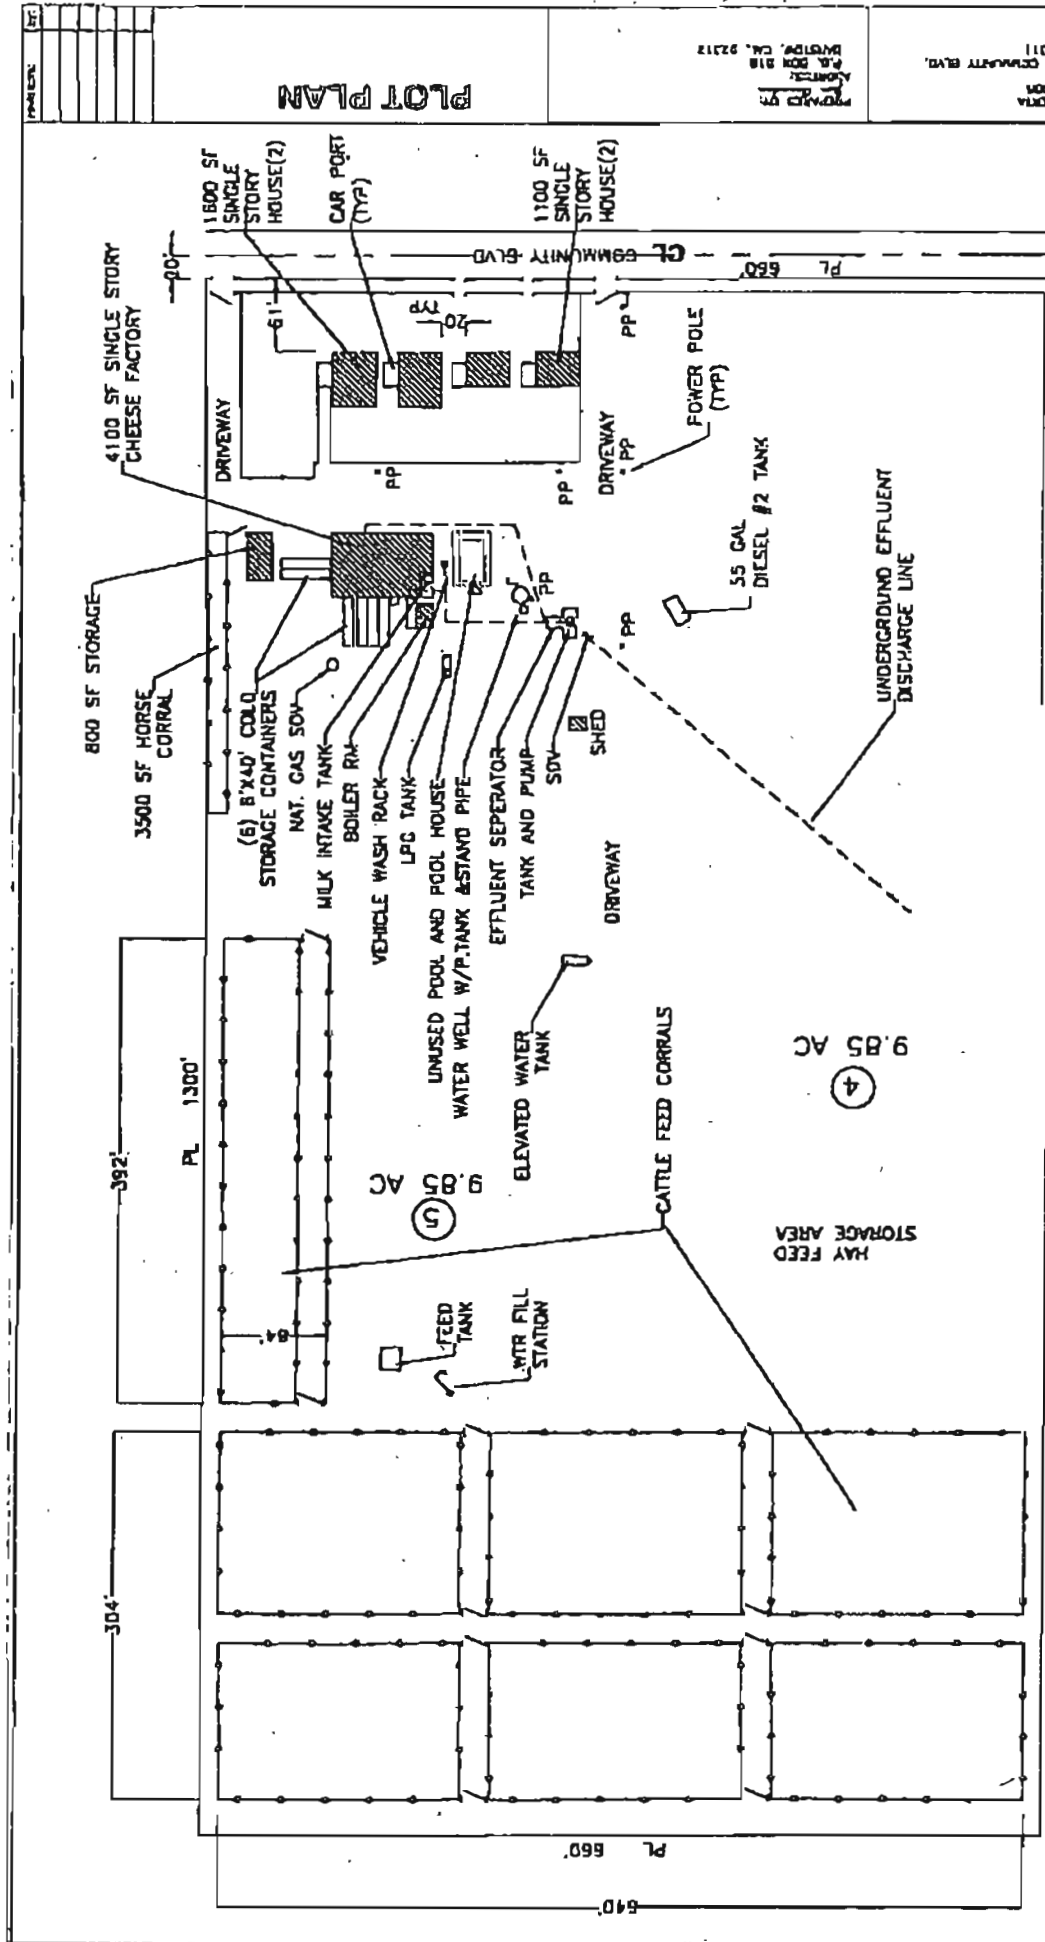 PLOT PLAN
P.O. BOX 818
COMMUNITY BLVD.
1600 SF
SINGLE
STORY
HOUSE(2)
CAR PORT
(TYP)
1100 SF
SINGLE
STORY
HOUSE(2)
4100 SF SINGLE STORY
CHEESE FACTORY
COMMUNITY BLVD
CL
PL 660'
61'
20'
TYP
DRIVEWAY
PP
PP
PP
DRIVEWAY
PP
POWER POLE
(TYP)
800 SF STORAGE
3500 SF HORSE
CORRAL
(6) 8'X40' COLD
STORAGE CONTAINERS
NAT. GAS SOV
MILK INTAKE TANK
BOILER RM
VEHICLE WASH RACK
LPG TANK
UNUSED POOL AND POOL HOUSE
WATER WELL W/P.TANK &STAND PIPE
EFFLUENT SEPERATOR
TANK AND PUMP
SOV
SHED
PP
PP
55 GAL
DIESEL #2 TANK
UNDERGROUND EFFLUENT
DISCHARGE LINE
DRIVEWAY
ELEVATED WATER
TANK
392'
PL 1300'
84'
9.85 AC
5
9.85 AC
4
CATTLE FEED CORRALS
HAY FEED
STORAGE AREA
FEED
TANK
WTR FILL
STATION
304'
PL 660'
640'